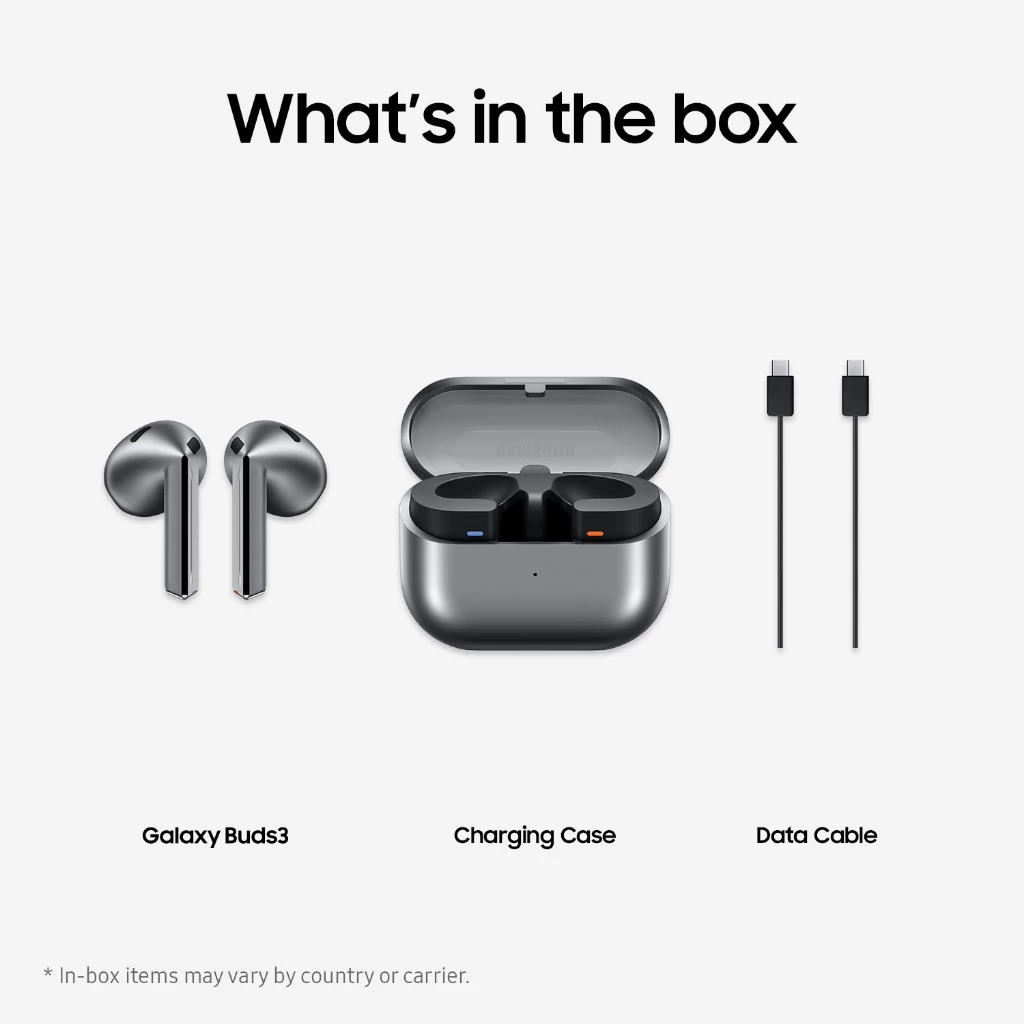 What's in the box
SAMSUNG
Galaxy Buds3
Charging Case
Data Cable
* In-box items may vary by country or carrier.